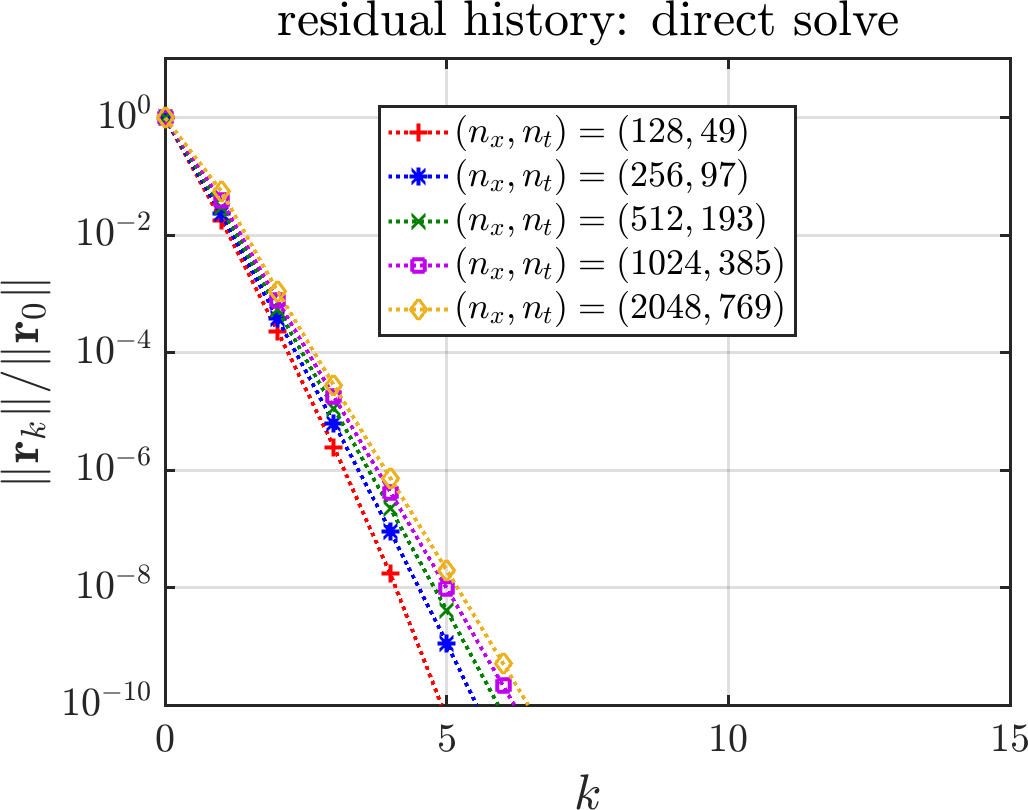 residual history: direct solve
||r_k||/||r_0||
10^0
10^{-2}
10^{-4}
10^{-6}
10^{-8}
10^{-10}
(n_x, n_t) = (128, 49)
(n_x, n_t) = (256, 97)
(n_x, n_t) = (512, 193)
(n_x, n_t) = (1024, 385)
(n_x, n_t) = (2048, 769)
0 5 10 15
k